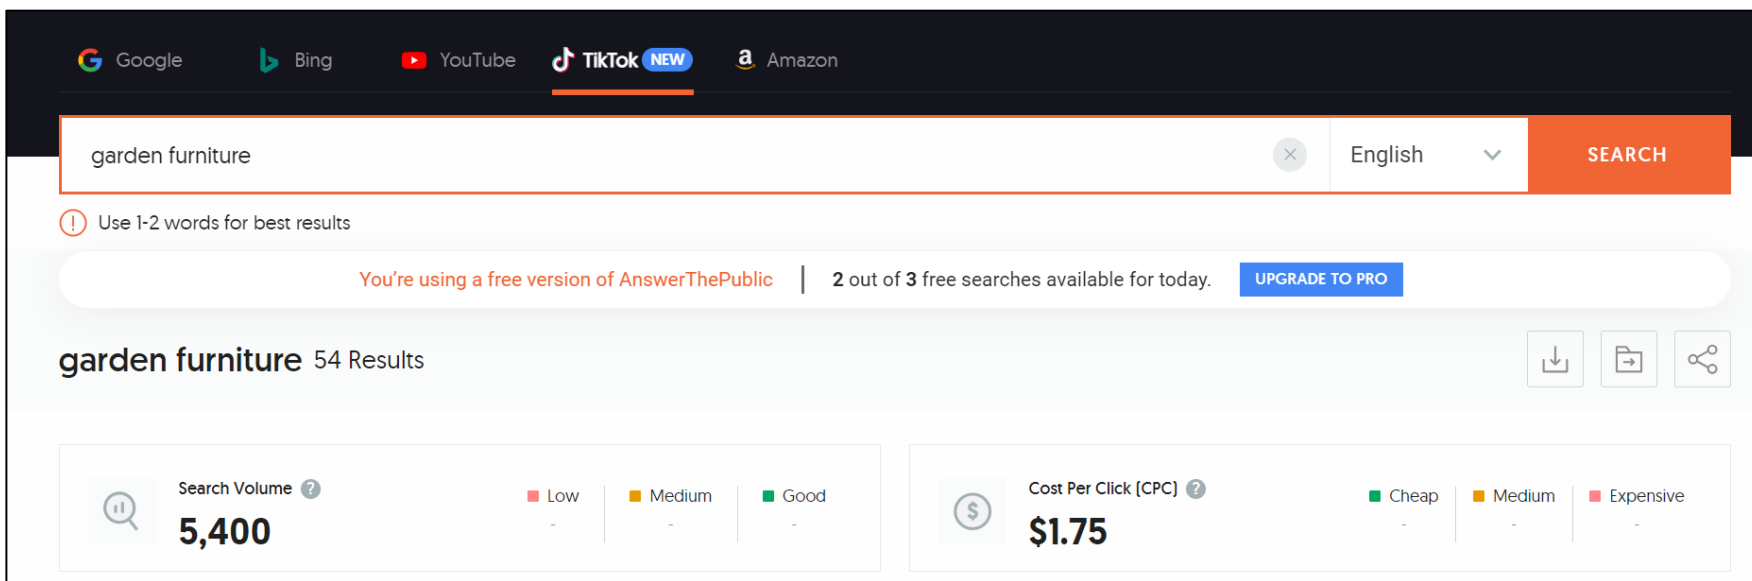 Google Bing YouTube TikTok NEW Amazon
garden furniture × English SEARCH
Use 1-2 words for best results
You're using a free version of AnswerThePublic 2 out of 3 free searches available for today. UPGRADE TO PRO
garden furniture 54 Results
Search Volume ? Low Medium Good
5,400 - - -
Cost Per Click (CPC) ? Cheap Medium Expensive
$1.75 - - -